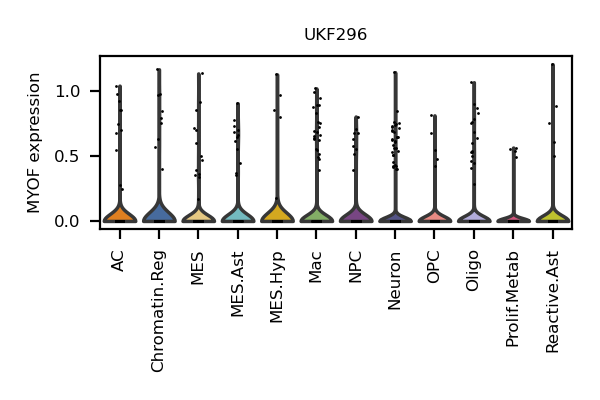 UKF296
MYOF expression
1.0
0.5
0.0
AC
Chromatin.Reg
MES
MES.Ast
MES.Hyp
Mac
NPC
Neuron
OPC
Oligo
Prolif.Metab
Reactive.Ast